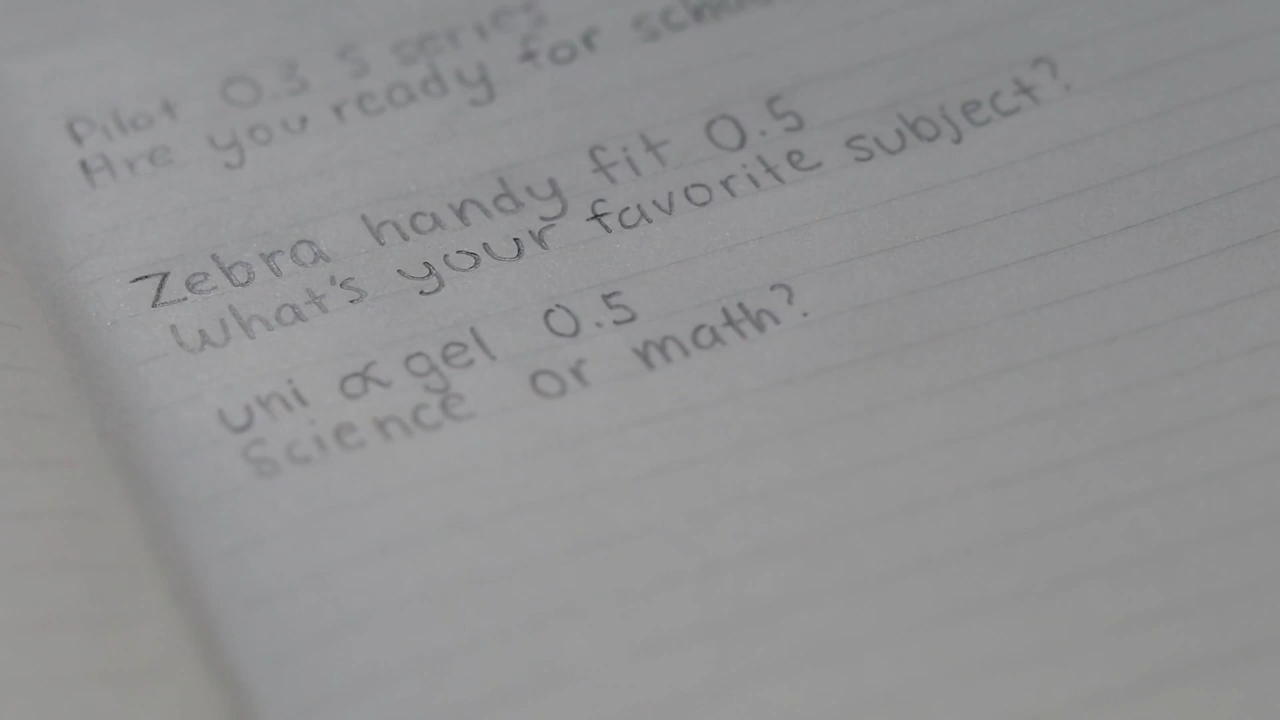 Pilot 0.3 S series
Are you ready for
Zebra handy fit 0.5
What's your favorite subject?
uni α gel 0.5
Science or math?